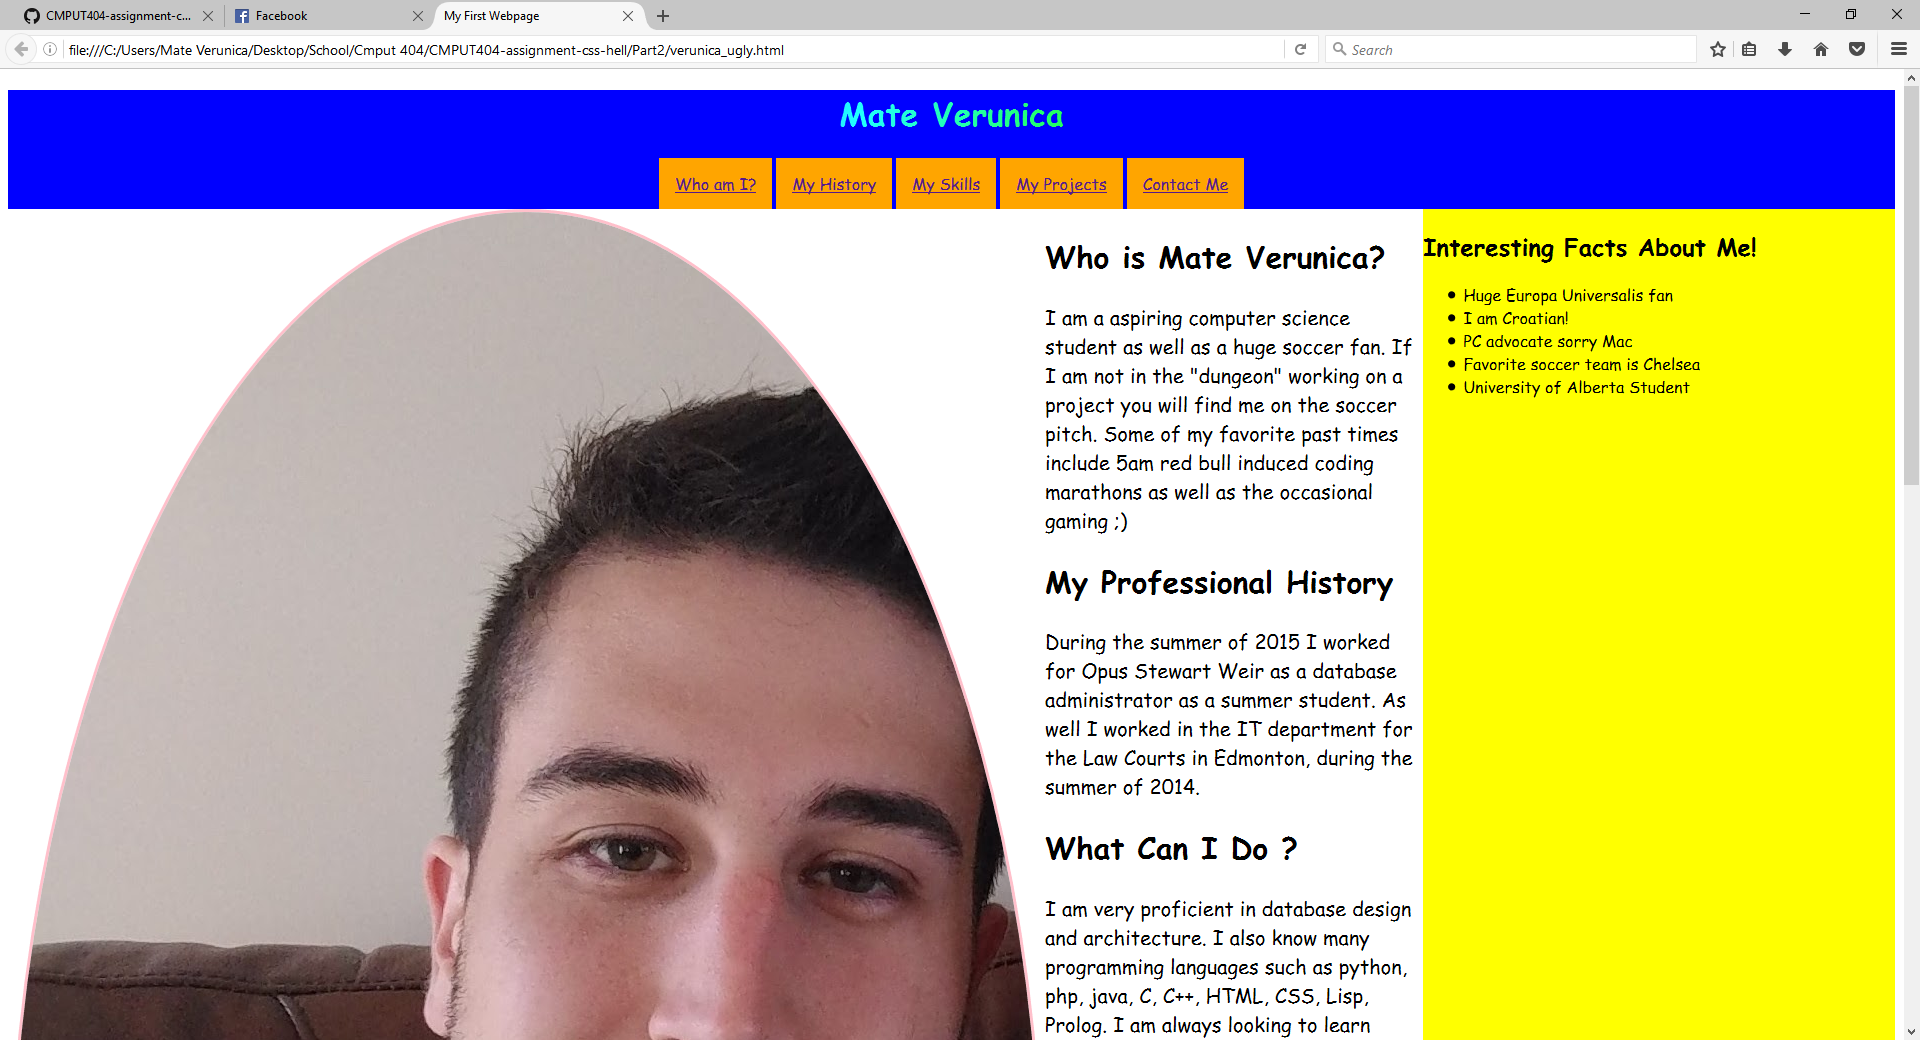 CMPUT404-assignment-c...
Facebook
My First Webpage
file:///C:/Users/Mate Verunica/Desktop/School/Cmput 404/CMPUT404-assignment-css-hell/Part2/verunica_ugly.html
Search
Mate Verunica
Who am I?
My History
My Skills
My Projects
Contact Me
Who is Mate Verunica?
I am a aspiring computer science
student as well as a huge soccer fan. If
I am not in the "dungeon" working on a
project you will find me on the soccer
pitch. Some of my favorite past times
include 5am red bull induced coding
marathons as well as the occasional
gaming ;)
My Professional History
During the summer of 2015 I worked
for Opus Stewart Weir as a database
administrator as a summer student. As
well I worked in the IT department for
the Law Courts in Edmonton, during the
summer of 2014.
What Can I Do ?
I am very proficient in database design
and architecture. I also know many
programming languages such as python,
php, java, C, C++, HTML, CSS, Lisp,
Prolog. I am always looking to learn
Interesting Facts About Me!
Huge Europa Universalis fan
I am Croatian!
PC advocate sorry Mac
Favorite soccer team is Chelsea
University of Alberta Student